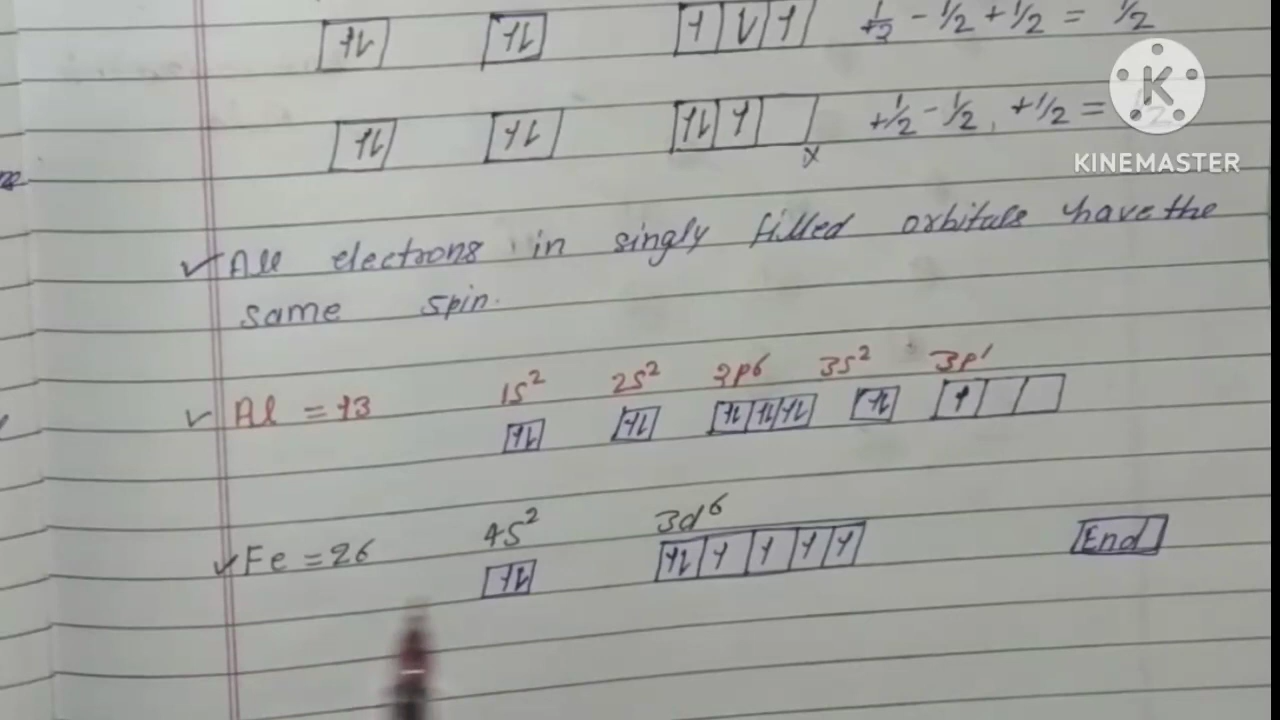 1/2 - 1/2 + 1/2 = 1/2
+1/2 - 1/2, +1/2 =
x
KINEMASTER
✓ All electrons in singly filled orbitals have the
same spin.
✓ Al = 13 1s² 2s² 2p⁶ 3s² 3p¹
✓ Fe = 26 4s² 3d⁶
End